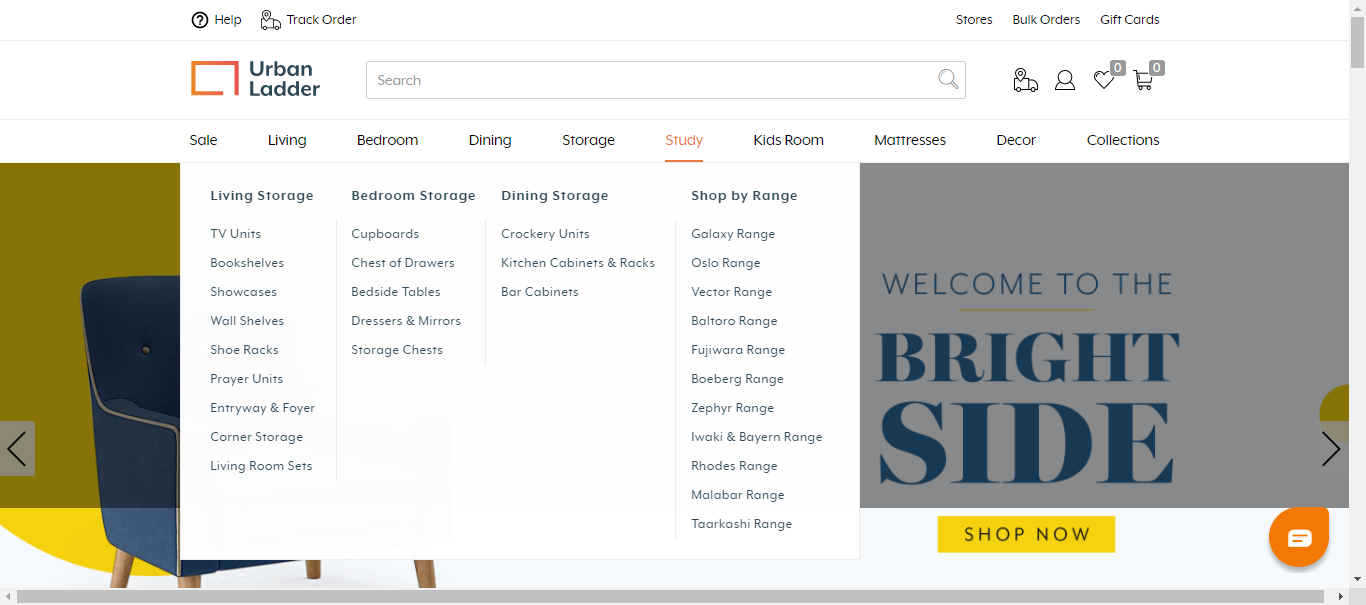 Help Track Order Stores Bulk Orders Gift Cards
Urban
Ladder
Search
0 0
Sale Living Bedroom Dining Storage Study Kids Room Mattresses Decor Collections
Living Storage
TV Units
Bookshelves
Showcases
Wall Shelves
Shoe Racks
Prayer Units
Entryway & Foyer
Corner Storage
Living Room Sets
Bedroom Storage
Cupboards
Chest of Drawers
Bedside Tables
Dressers & Mirrors
Storage Chests
Dining Storage
Crockery Units
Kitchen Cabinets & Racks
Bar Cabinets
Shop by Range
Galaxy Range
Oslo Range
Vector Range
Baltoro Range
Fujiwara Range
Boeberg Range
Zephyr Range
Iwaki & Bayern Range
Rhodes Range
Malabar Range
Taarkashi Range
WELCOME TO THE
BRIGHT
SIDE
SHOP NOW